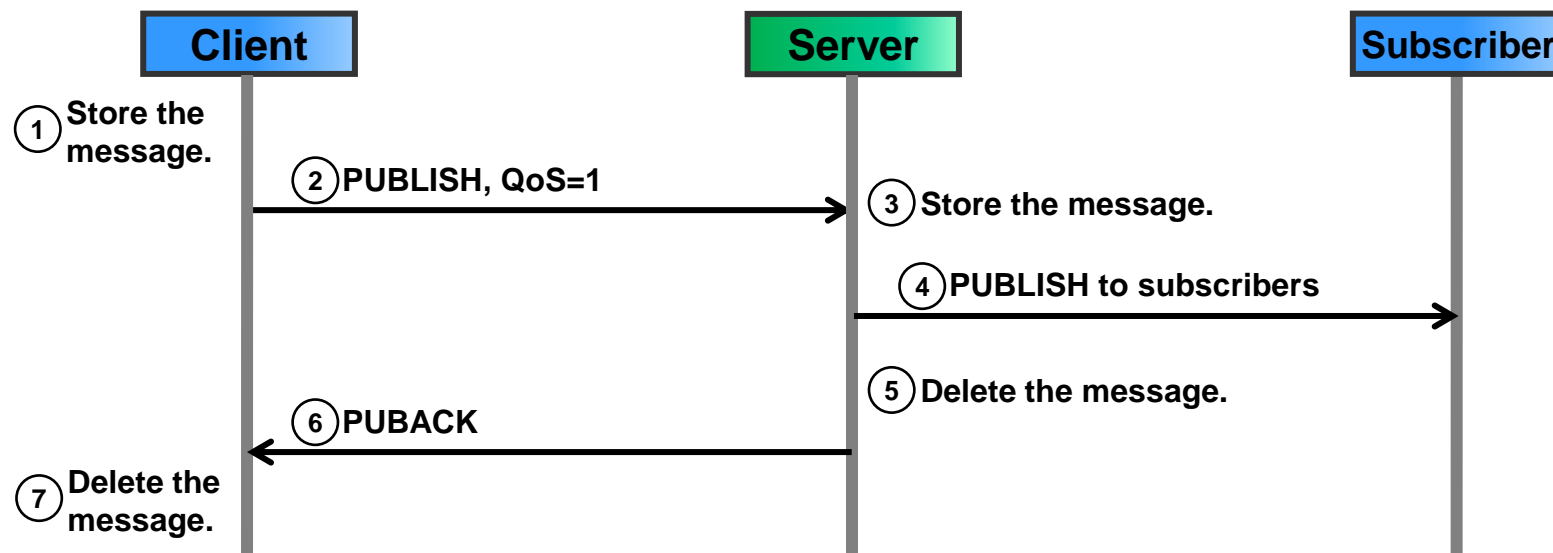 Client
Server
Subscriber
1 Store the
message.
2 PUBLISH, QoS=1
3 Store the message.
4 PUBLISH to subscribers
5 Delete the message.
6 PUBACK
7 Delete the
message.